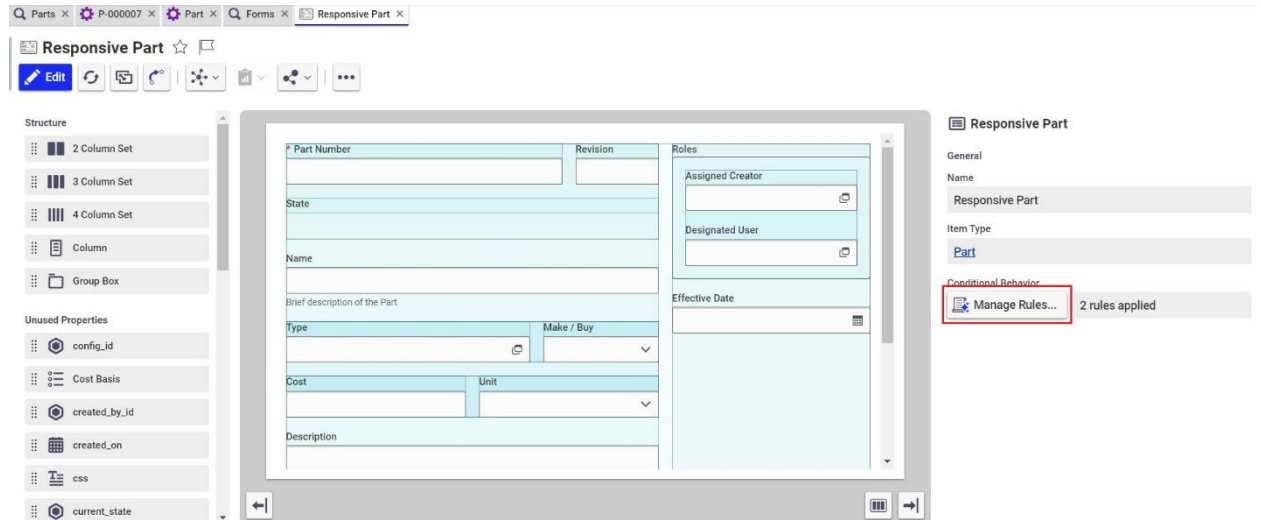 Parts × P-000007 × Part × Forms × Responsive Part ×
Responsive Part
Edit
Structure
2 Column Set
3 Column Set
4 Column Set
Column
Group Box
Unused Properties
config_id
Cost Basis
created_by_id
created_on
css
current_state
* Part Number Revision
State
Name
Brief description of the Part
Type Make / Buy
Cost Unit
Description
Roles
Assigned Creator
Designated User
Effective Date
Responsive Part
General
Name
Responsive Part
Item Type
Part
Conditional Behavior
Manage Rules... 2 rules applied